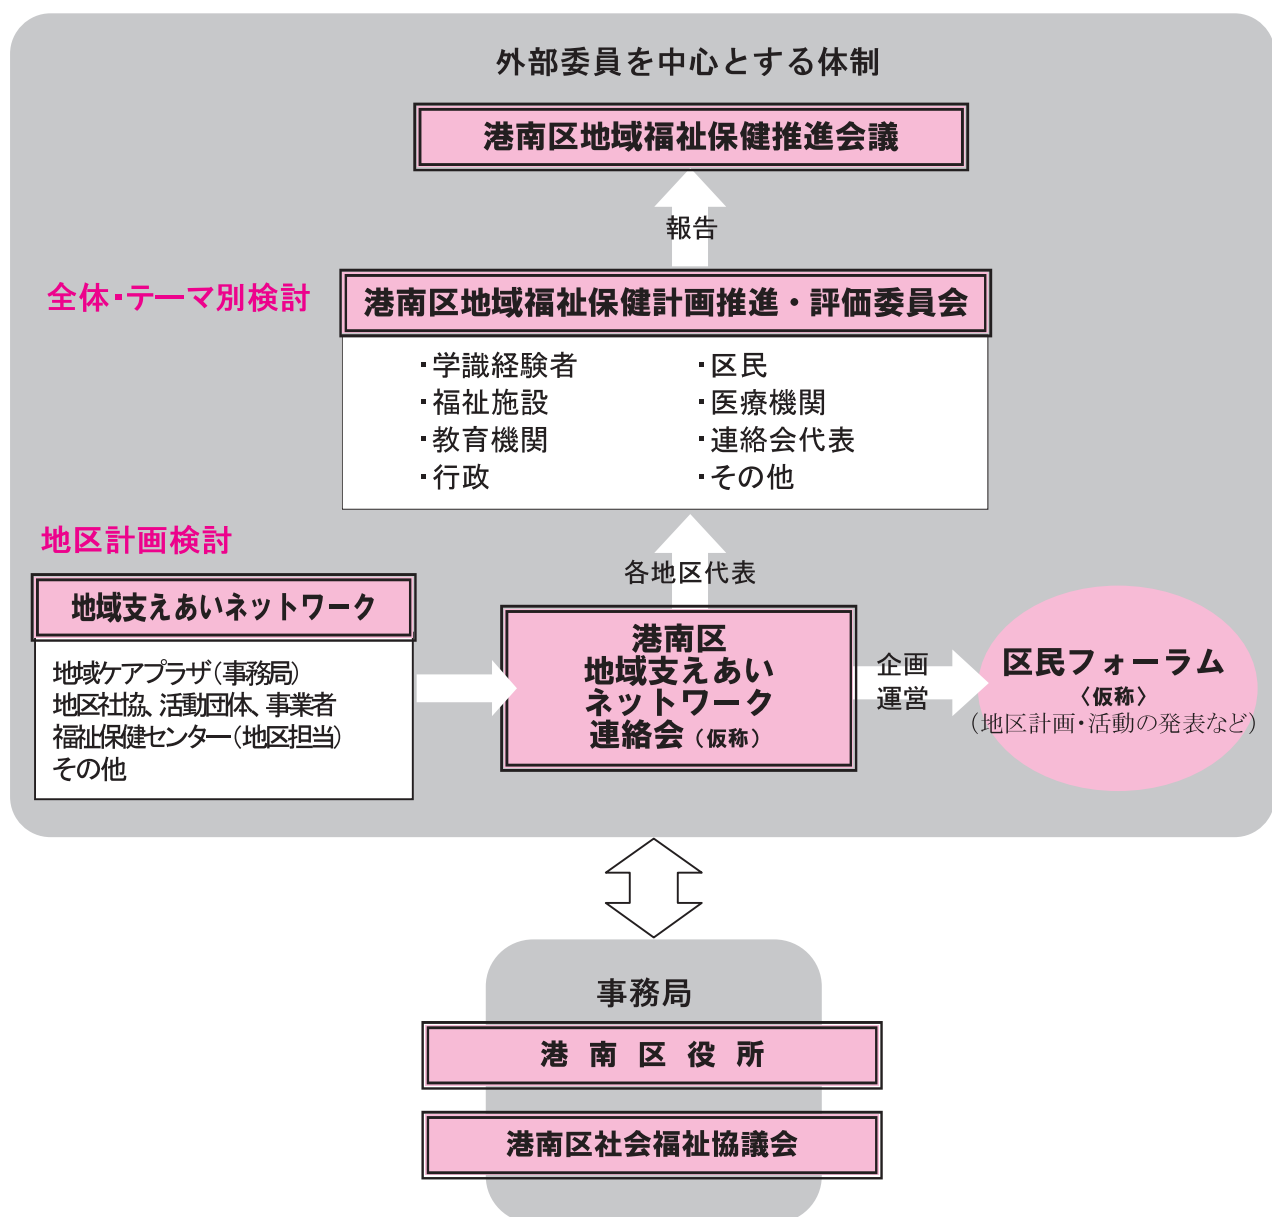 外部委員を中心とする体制
港南区地域福祉保健推進会議
報告
全体・テーマ別検討
港南区地域福祉保健計画推進・評価委員会
・学識経験者
・福祉施設
・教育機関
・行政
・区民
・医療機関
・連絡会代表
・その他
地区計画検討
各地区代表
地域支えあいネットワーク
地域ケアプラザ（事務局）
地区社協、活動団体、事業者
福祉保健センター（地区担当）
その他
港南区
地域支えあい
ネットワーク
連絡会（仮称）
企画
運営
区民フォーラム
〈仮称〉
（地区計画・活動の発表など）
事務局
港南区役所
港南区社会福祉協議会